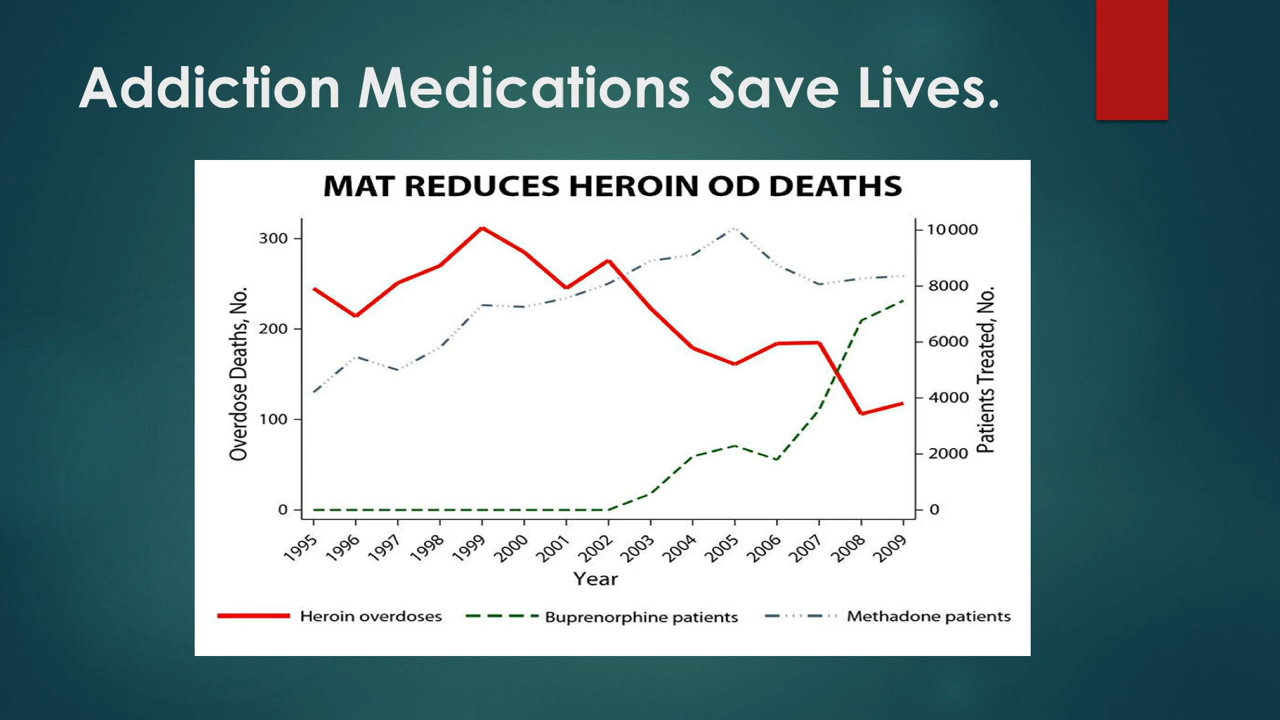 Addiction Medications Save Lives.
MAT REDUCES HEROIN OD DEATHS
Overdose Deaths, No.
300
200
100
0
Patients Treated, No.
10000
8000
6000
4000
2000
0
1995 1996 1997 1998 1999 2000 2001 2002 2003 2004 2005 2006 2007 2008 2009
Year
Heroin overdoses Buprenorphine patients Methadone patients